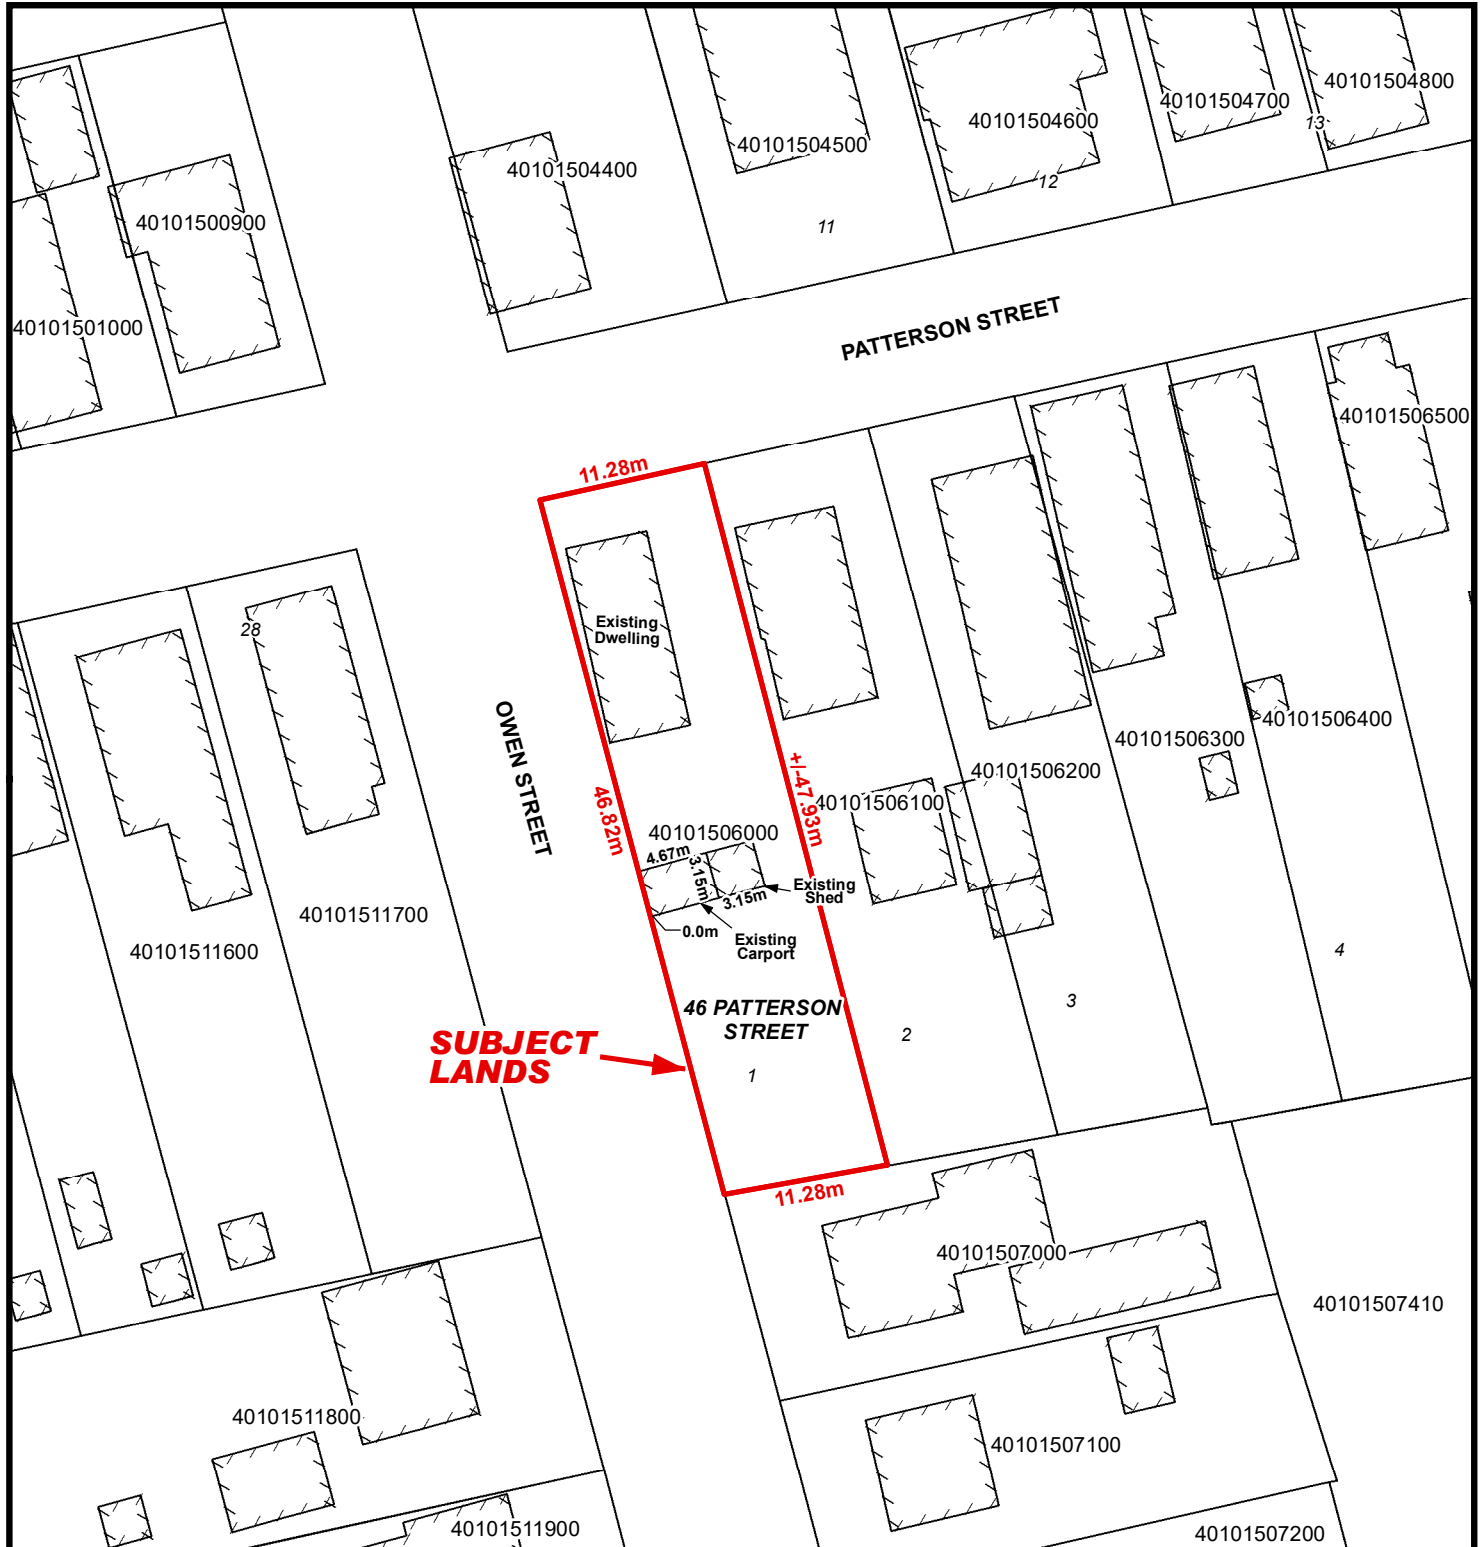 40101504800
40101504700
40101504600
13
40101504500
40101504400
12
40101500900
11
40101501000
PATTERSON STREET
40101506500
11.28m
Existing
Dwelling
28
OWEN STREET
40101506400
40101506300
40101506200
+/-47.93m
46.82m
40101506100
40101506000
4.67m
3.15m
3.15m
Existing
Shed
0.0m
Existing
Carport
40101511700
40101511600
4
3
46 PATTERSON
STREET
2
SUBJECT
LANDS
1
11.28m
40101507000
40101507410
40101511800
40101507100
40101511900
40101507200